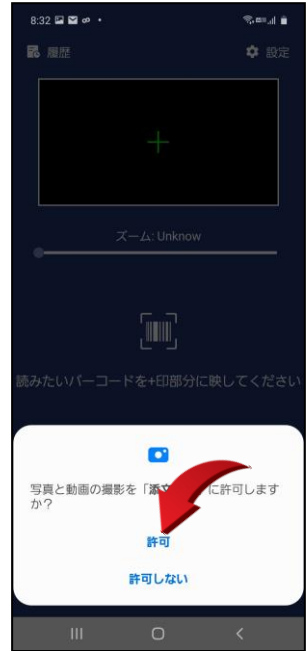 8:32
履歴
設定
ズーム: Unknow
読みたいバーコードを+印部分に映してください
写真と動画の撮影を「添文 に許可します
か？
許可
許可しない